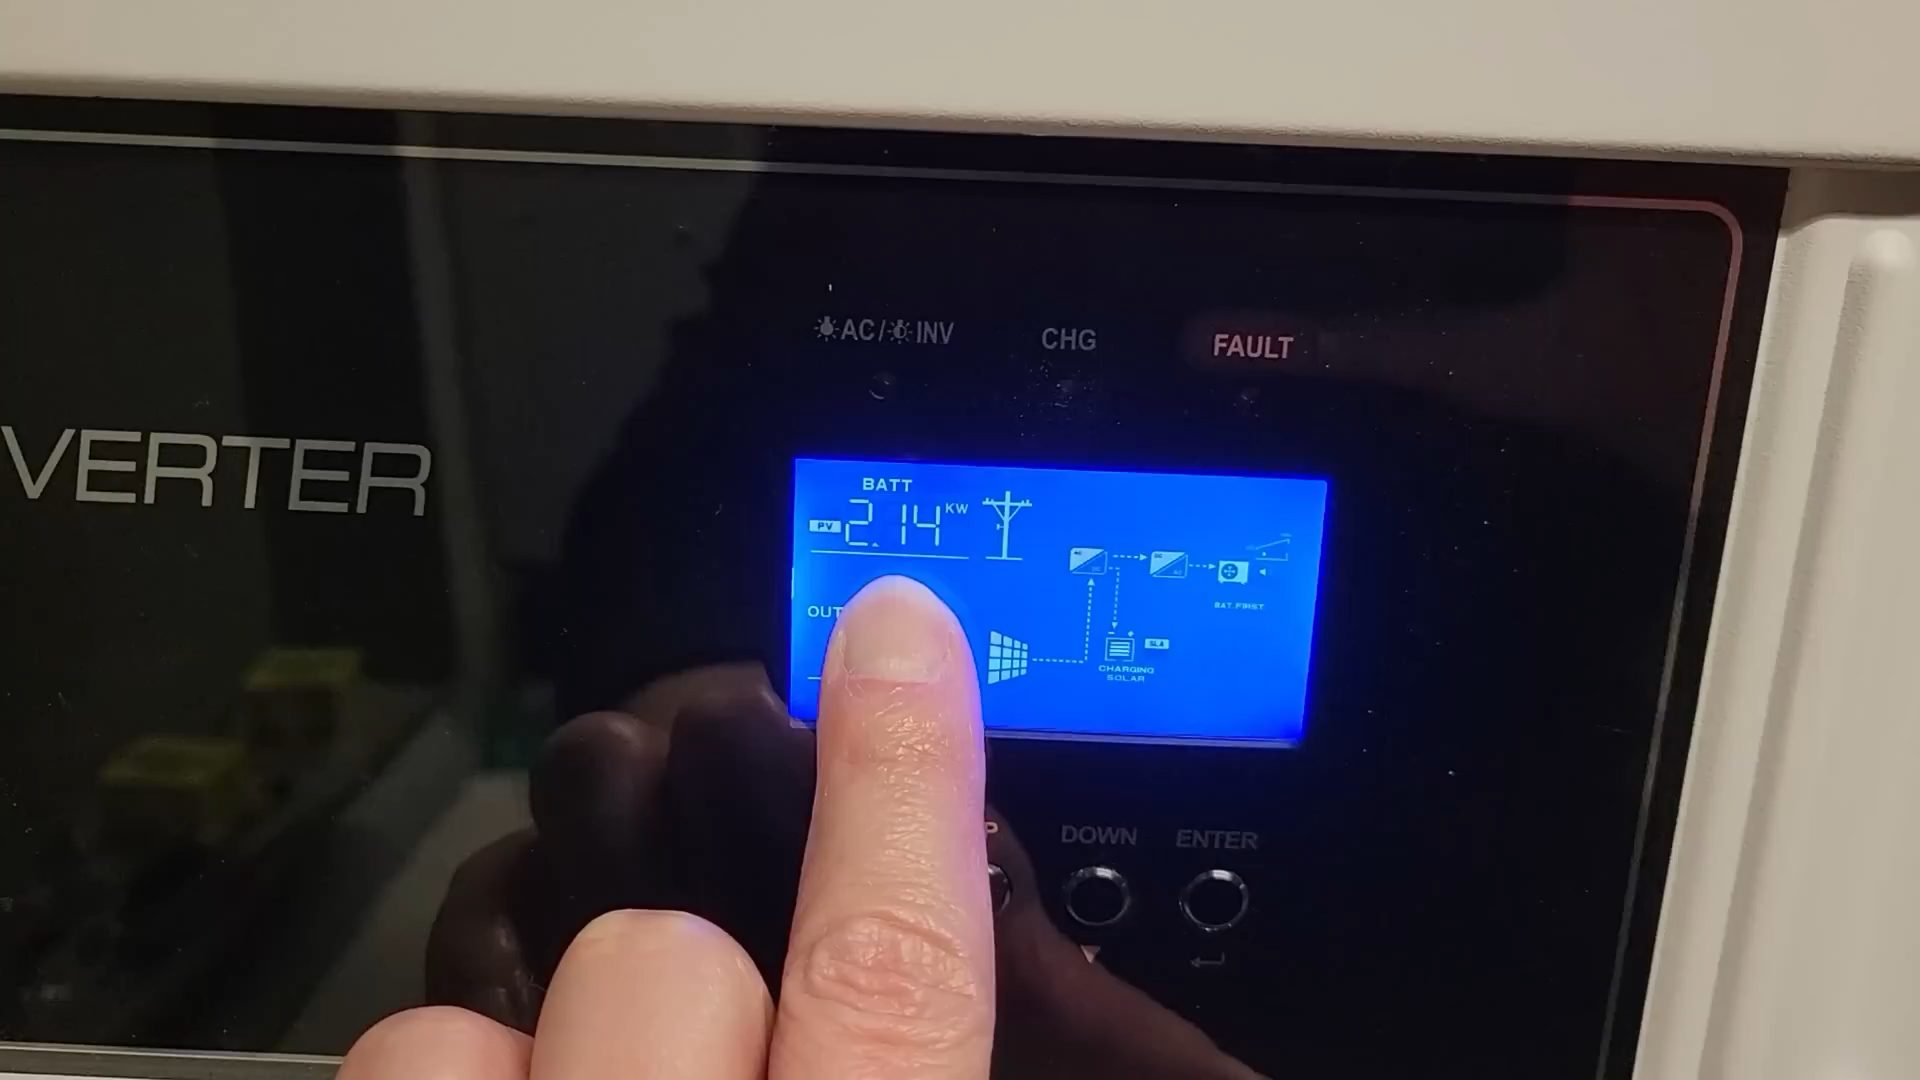 AC/ INV
CHG
FAULT
VERTER
BATT
PV 2.14 KW
BAT FIRST
OUT
SLA
CHARGING
SOLAR
P
DOWN
ENTER